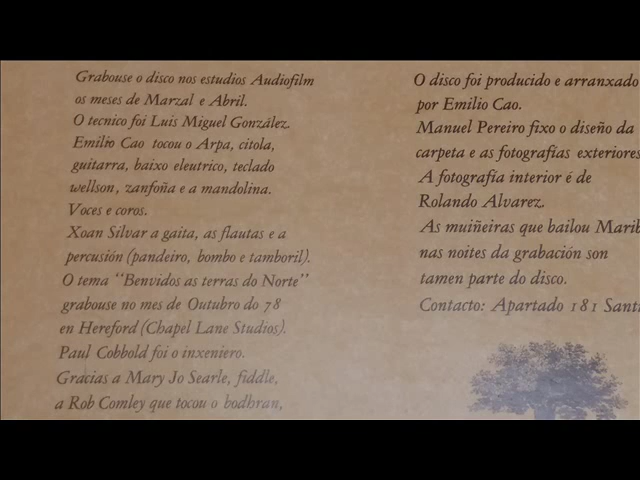 Grabouse o disco nos estudios Audiofilm
os meses de Marzal e Abril.
O tecnico foi Luis Miguel González.
Emilio Cao tocou o Arpa, citola,
guitarra, baixo eleutrico, teclado
wellson, zanfoña e a mandolina.
Voces e coros.
Xoan Silvar a gaita, as flautas e a
percusión (pandeiro, bombo e tamboril).
O tema “Benvidos as terras do Norte”
grabouse no mes de Outubro do 78
en Hereford (Chapel Lane Studios).
Paul Cobbold foi o inxeniero.
Gracias a Mary Jo Searle, fiddle,
a Rob Comley que tocou o bodhran,
O disco foi producido e arranxado
por Emilio Cao.
Manuel Pereiro fixo o diseño da
carpeta e as fotografías exteriores
A fotografía interior é de
Rolando Alvarez.
As muiñeiras que bailou Marib
nas noites da grabación son
tamen parte do disco.
Contacto: Apartado 181 Santi